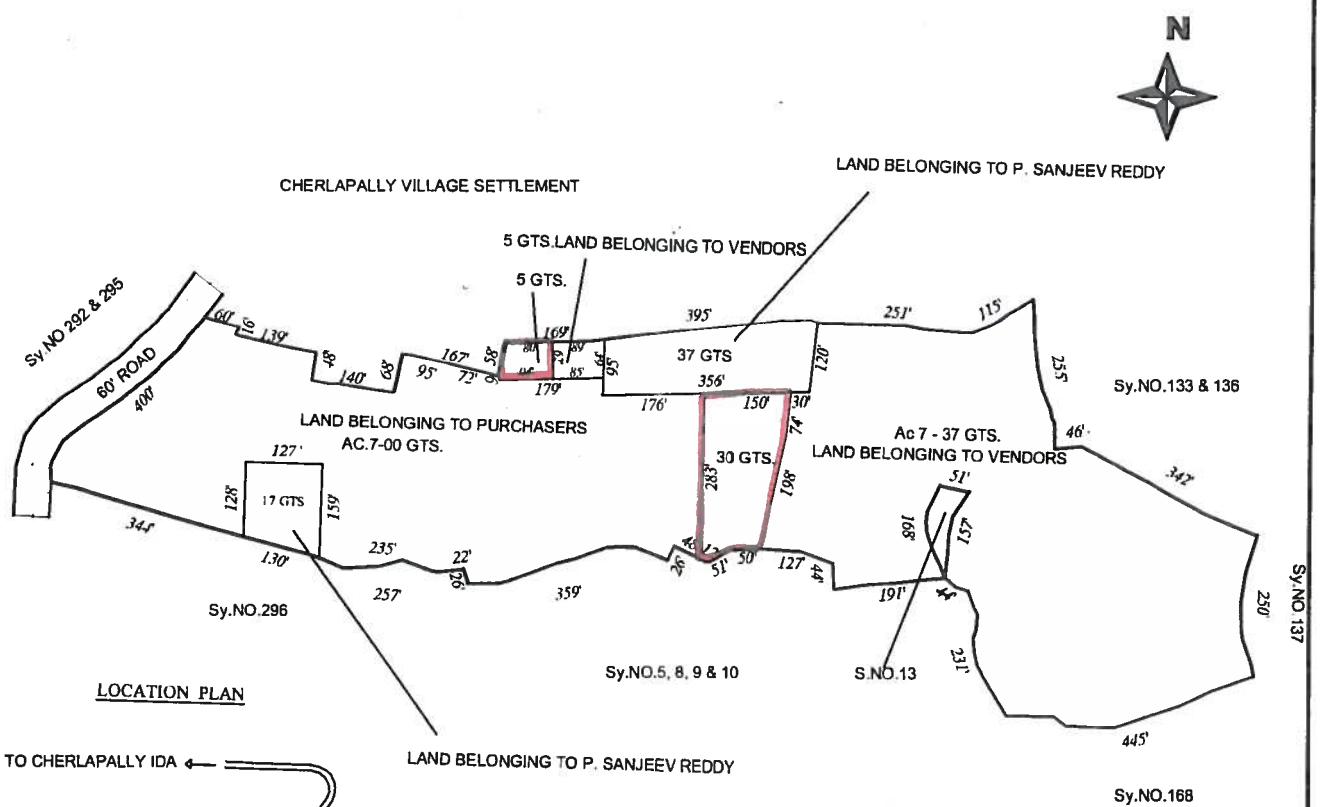 N
LAND BELONGING TO P. SANJEEV REDDY
CHERLAPALLY VILLAGE SETTLEMENT
5 GTS.LAND BELONGING TO VENDORS
5 GTS.
Sy.NO 292 & 295
60' ROAD
400'
60'
16'
139'
48'
140'
68'
95'
167'
72'
58'
169'
80'
89'
85'
179'
95'
395'
37 GTS
356'
176'
150'
30'
120'
251'
115'
255'
Sy.NO.133 & 136
46'
342'
LAND BELONGING TO PURCHASERS
AC.7-00 GTS.
Ac 7 - 37 GTS.
LAND BELONGING TO VENDORS
74'
30 GTS.
283'
198'
127'
128'
17 GTS
159'
51'
168'
157'
344'
130'
235'
22'
26'
257'
359'
26'
51'
50'
127'
44'
191'
231'
250'
Sy.NO.137
Sy.NO.296
Sy.NO.5, 8, 9 & 10
S.NO.13
445'
LOCATION PLAN
TO CHERLAPALLY IDA
LAND BELONGING TO P. SANJEEV REDDY
Sy.NO.168